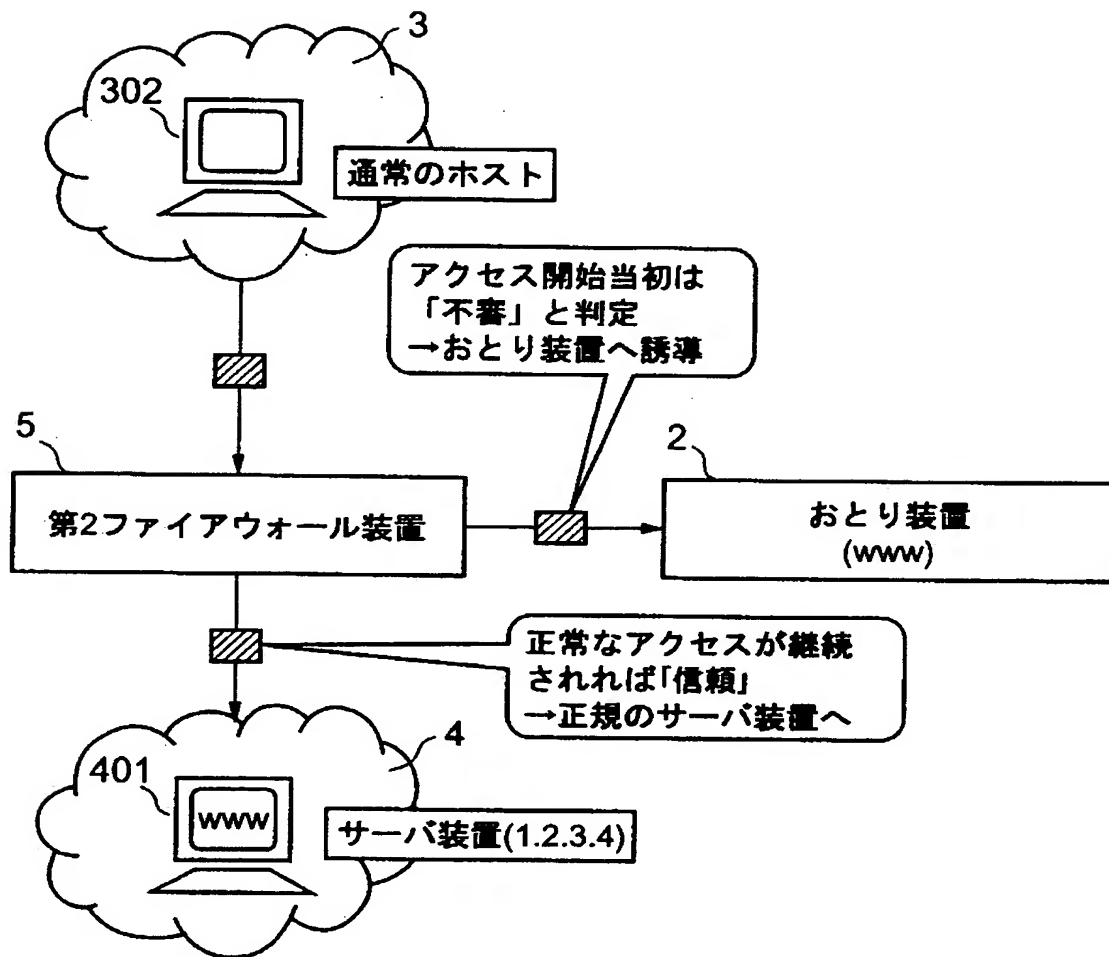 3
302
通常のホスト
アクセス開始当初は
「不審」と判定
→おとり装置へ誘導
5
2
第2ファイアウォール装置
おとり装置
(www)
正常なアクセスが継続
されれば「信頼」
→正規のサーバ装置へ
4
401
www
サーバ装置(1.2.3.4)